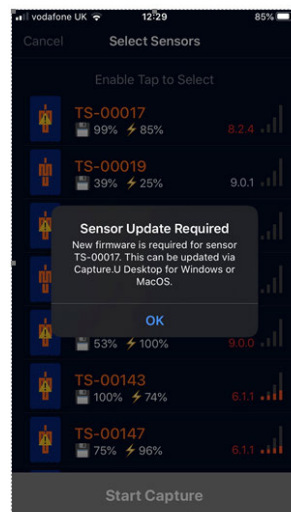 vodafone UK 12:29 85%
Cancel Select Sensors
Enable Tap to Select
TS-00017
99% 85% 8.2.4
TS-00019
39% 25% 9.0.1
Sensor Update Required
New firmware is required for sensor
TS-00017. This can be updated via
Capture.U Desktop for Windows or
MacOS.
OK
53% 100% 9.0.0
TS-00143
100% 74% 6.1.1
TS-00147
75% 96% 6.1.1
Start Capture